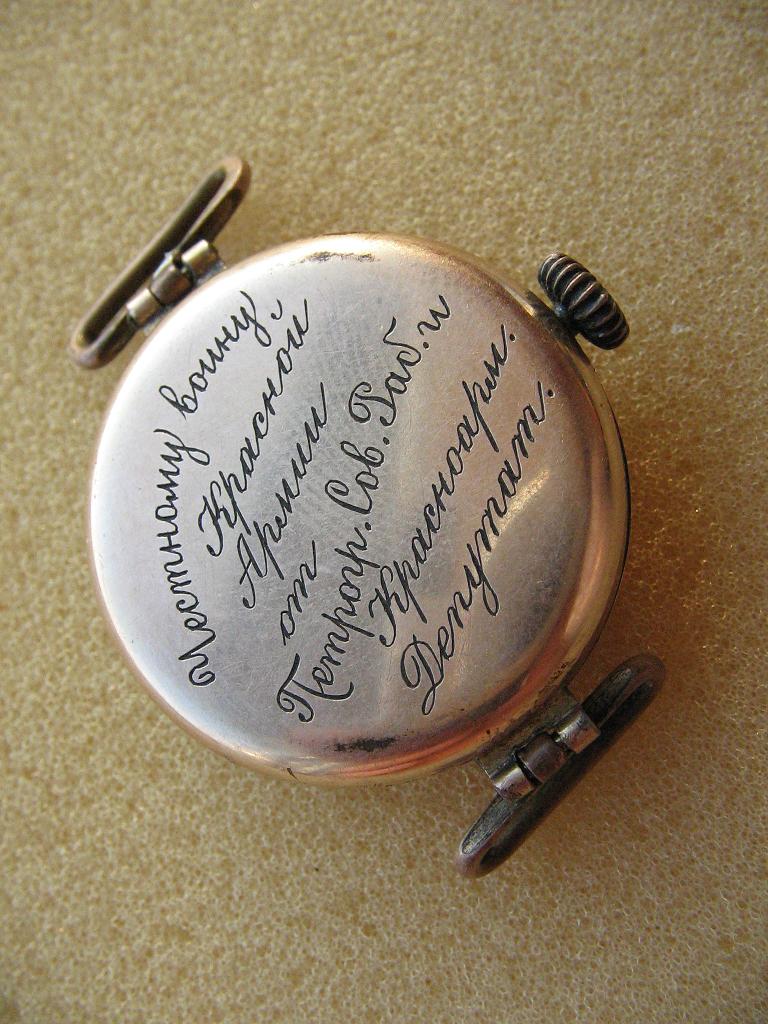 Честному воину
Красной
Армии
от
Петрогр. Сов. Раб. и
Красноарм.
Депутат.